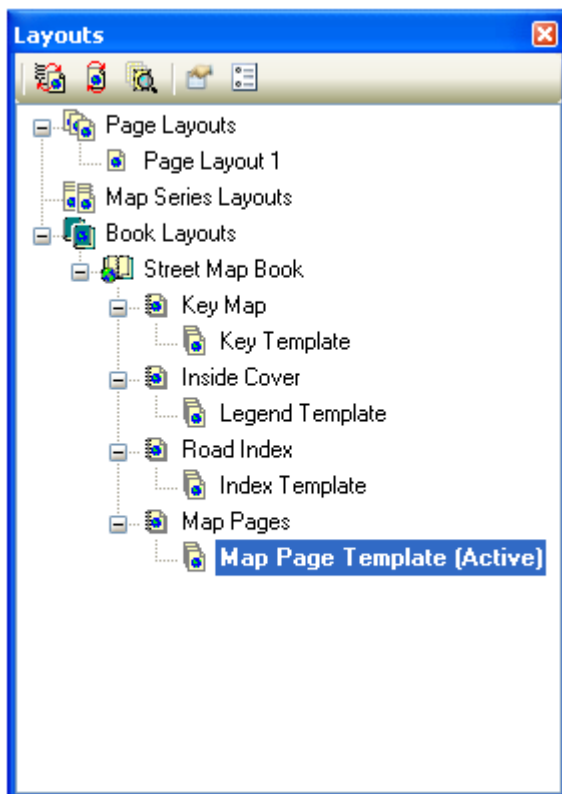 Layouts
Page Layouts
Page Layout 1
Map Series Layouts
Book Layouts
Street Map Book
Key Map
Key Template
Inside Cover
Legend Template
Road Index
Index Template
Map Pages
Map Page Template (Active)